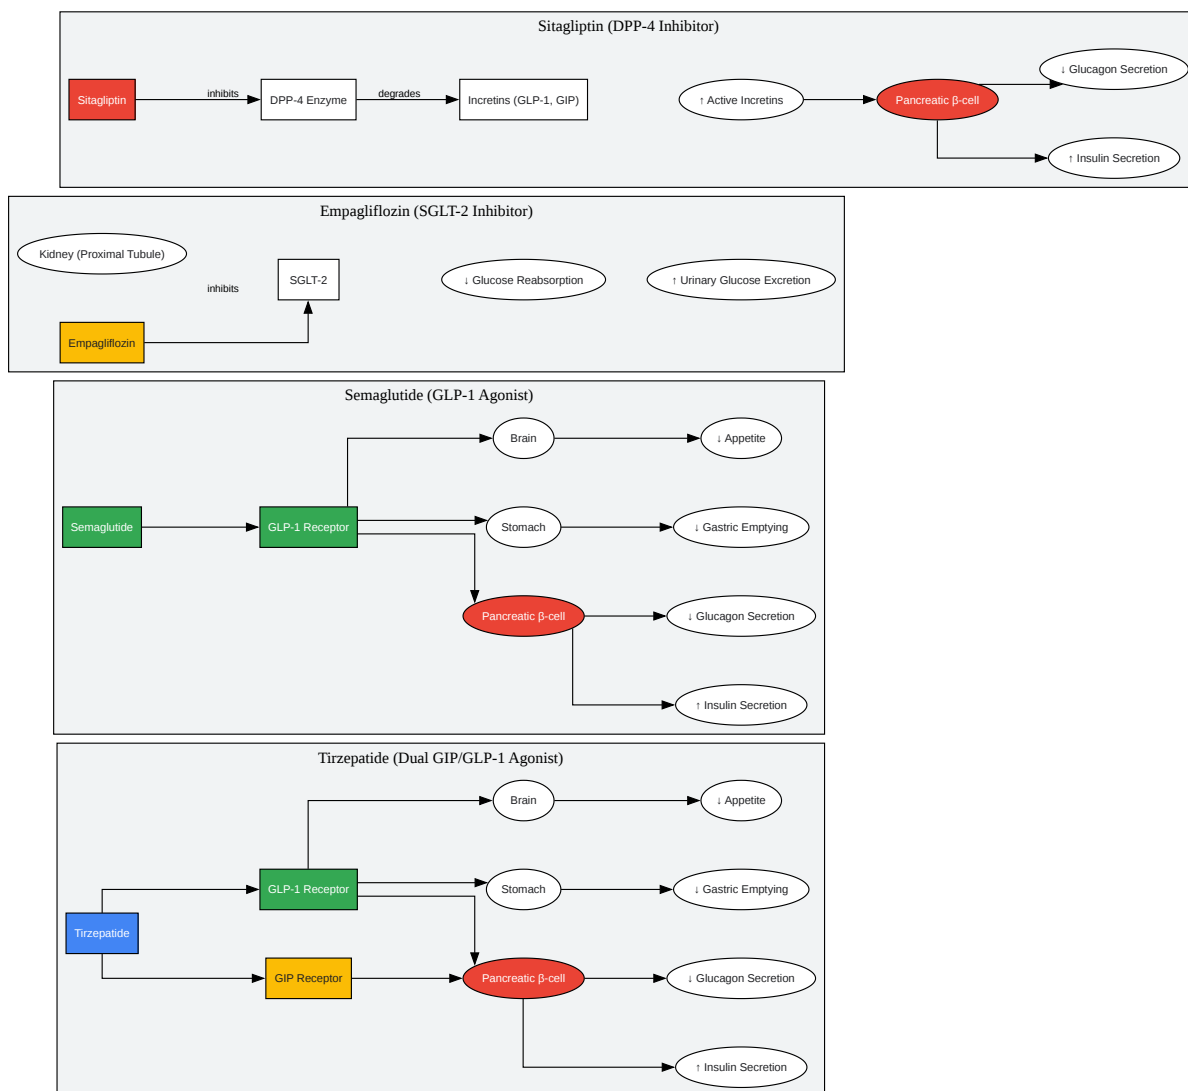 Sitagliptin (DPP-4 Inhibitor)
Sitagliptin
inhibits
DPP-4 Enzyme
degrades
Incretins (GLP-1, GIP)
↑ Active Incretins
Pancreatic β-cell
↓ Glucagon Secretion
↑ Insulin Secretion
Empagliflozin (SGLT-2 Inhibitor)
Kidney (Proximal Tubule)
inhibits
SGLT-2
↓ Glucose Reabsorption
↑ Urinary Glucose Excretion
Empagliflozin
Semaglutide (GLP-1 Agonist)
Brain
↓ Appetite
Semaglutide
GLP-1 Receptor
Stomach
↓ Gastric Emptying
Pancreatic β-cell
↓ Glucagon Secretion
↑ Insulin Secretion
Tirzepatide (Dual GIP/GLP-1 Agonist)
Brain
↓ Appetite
GLP-1 Receptor
Stomach
↓ Gastric Emptying
Tirzepatide
GIP Receptor
Pancreatic β-cell
↓ Glucagon Secretion
↑ Insulin Secretion